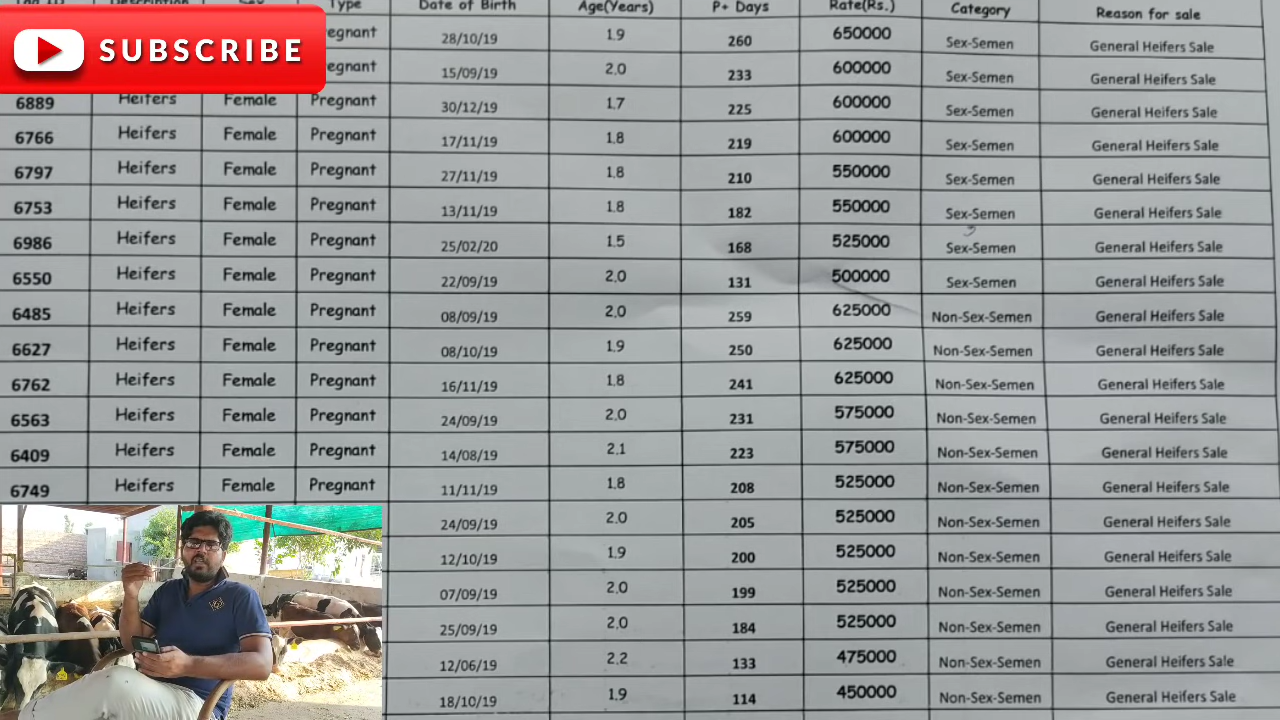 Type Date of Birth Age(Years) P+ Days Rate(Rs.) Category Reason for sale
SUBSCRIBE
28/10/19 1.9 260 650000 Sex-Semen General Heifers Sale
15/09/19 2.0 233 600000 Sex-Semen General Heifers Sale
6889 Heifers Female Pregnant 30/12/19 1.7 225 600000 Sex-Semen General Heifers Sale
6766 Heifers Female Pregnant 17/11/19 1.8 219 600000 Sex-Semen General Heifers Sale
6797 Heifers Female Pregnant 27/11/19 1.8 210 550000 Sex-Semen General Heifers Sale
6753 Heifers Female Pregnant 13/11/19 1.8 182 550000 Sex-Semen General Heifers Sale
6986 Heifers Female Pregnant 25/02/20 1.5 168 525000 Sex-Semen General Heifers Sale
6550 Heifers Female Pregnant 22/09/19 2.0 131 500000 Sex-Semen General Heifers Sale
6485 Heifers Female Pregnant 08/09/19 2.0 259 625000 Non-Sex-Semen General Heifers Sale
6627 Heifers Female Pregnant 08/10/19 1.9 250 625000 Non-Sex-Semen General Heifers Sale
6762 Heifers Female Pregnant 16/11/19 1.8 241 625000 Non-Sex-Semen General Heifers Sale
6563 Heifers Female Pregnant 24/09/19 2.0 231 575000 Non-Sex-Semen General Heifers Sale
6409 Heifers Female Pregnant 14/08/19 2.1 223 575000 Non-Sex-Semen General Heifers Sale
6749 Heifers Female Pregnant 11/11/19 1.8 208 525000 Non-Sex-Semen General Heifers Sale
24/09/19 2.0 205 525000 Non-Sex-Semen General Heifers Sale
12/10/19 1.9 200 525000 Non-Sex-Semen General Heifers Sale
07/09/19 2.0 199 525000 Non-Sex-Semen General Heifers Sale
25/09/19 2.0 184 525000 Non-Sex-Semen General Heifers Sale
12/06/19 2.2 133 475000 Non-Sex-Semen General Heifers Sale
18/10/19 1.9 114 450000 Non-Sex-Semen General Heifers Sale